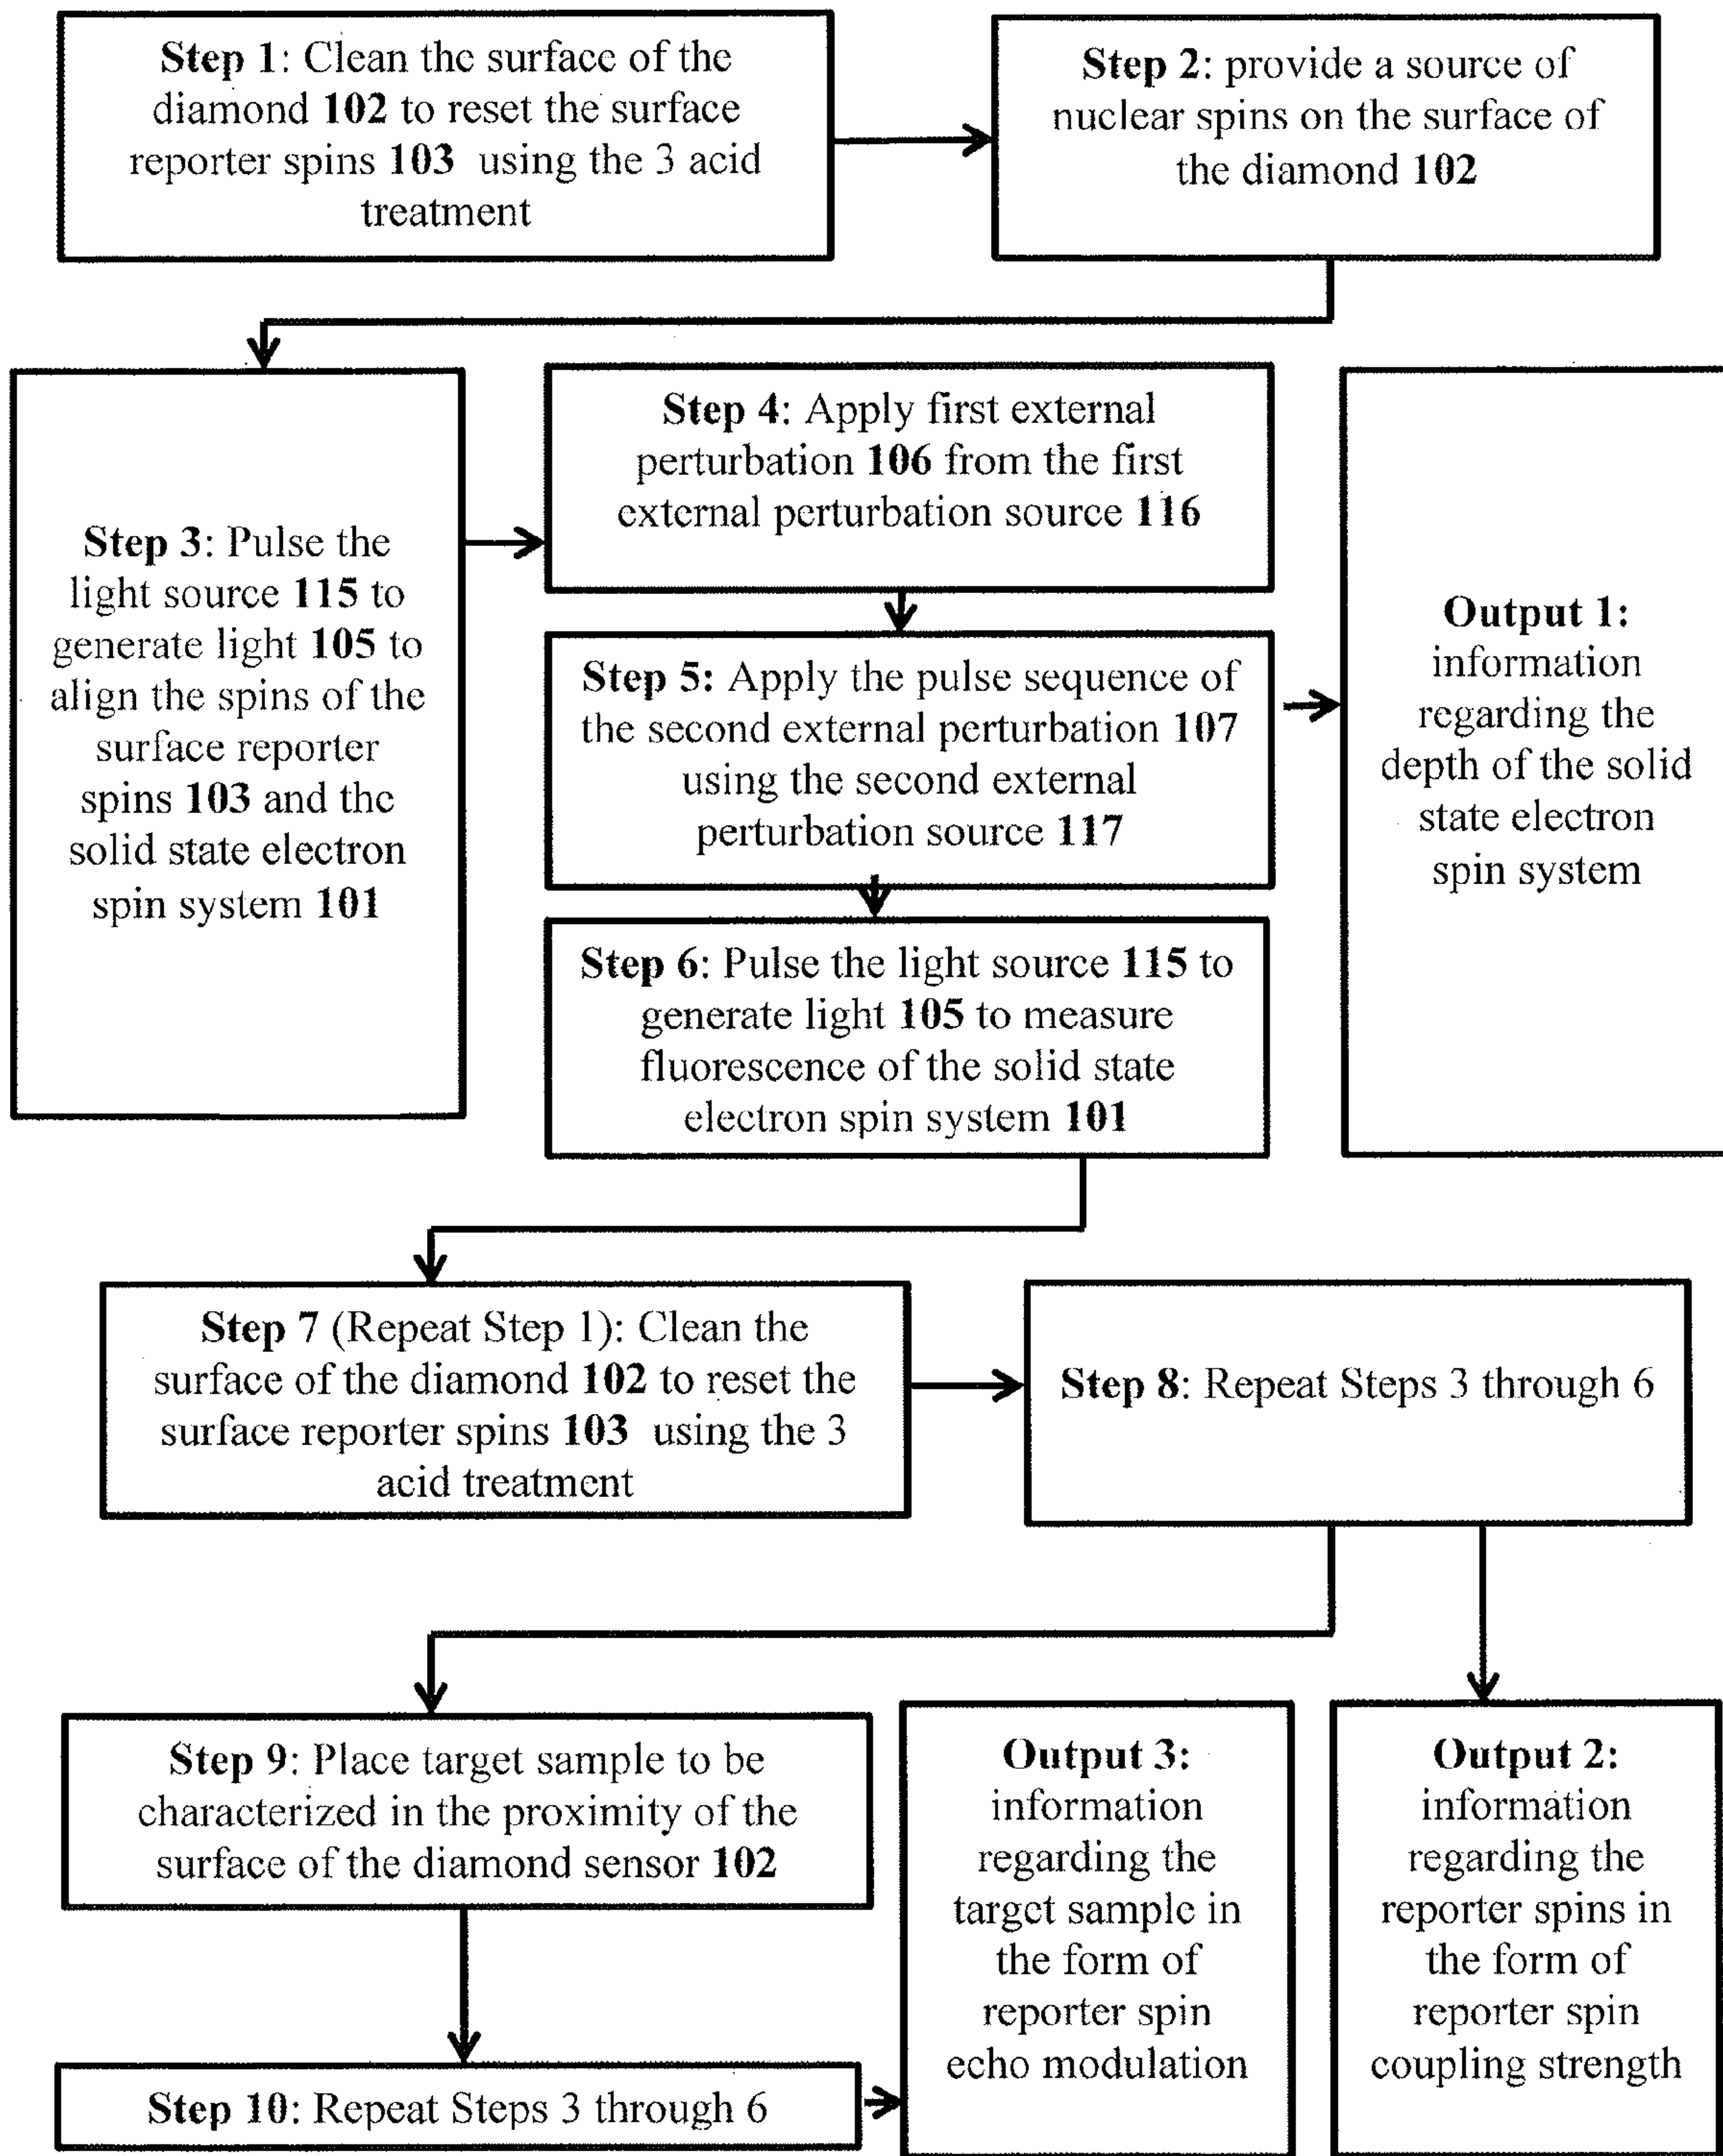 Step 1: Clean the surface of the
diamond 102 to reset the surface
reporter spins 103 using the 3 acid
treatment
Step 2: provide a source of
nuclear spins on the surface of
the diamond 102
Step 3: Pulse the
light source 115 to
generate light 105 to
align the spins of the
surface reporter
spins 103 and the
solid state electron
spin system 101
Step 4: Apply first external
perturbation 106 from the first
external perturbation source 116
Step 5: Apply the pulse sequence of
the second external perturbation 107
using the second external
perturbation source 117
Output 1:
information
regarding the
depth of the solid
state electron
spin system
Step 6: Pulse the light source 115 to
generate light 105 to measure
fluorescence of the solid state
electron spin system 101
Step 7 (Repeat Step 1): Clean the
surface of the diamond 102 to reset the
surface reporter spins 103 using the 3
acid treatment
Step 8: Repeat Steps 3 through 6
Step 9: Place target sample to be
characterized in the proximity of the
surface of the diamond sensor 102
Step 10: Repeat Steps 3 through 6
Output 3:
information
regarding the
target sample in
the form of
reporter spin
echo modulation
Output 2:
information
regarding the
reporter spins in
the form of
reporter spin
coupling strength